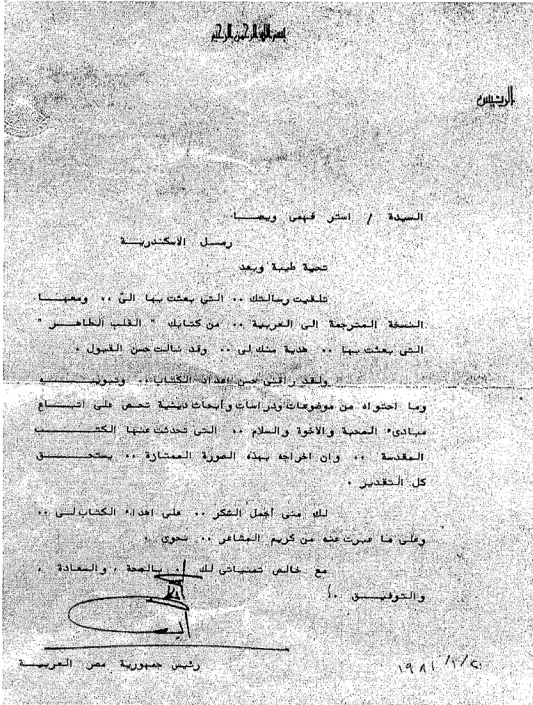 بسم الله الرحمن الرحيم
الرئيس
السيدة / استر فهمى ويصا
رمل الاسكندرية
تحية طيبة وبعد
تلقيت رسالتك .. التى بعثت بها الىّ .. ومعها
النسخة المترجمة الى العربية .. من كتابك " القلب الطاهر "
التى بعثت بها .. هدية منك لى .. وقد نالت حسن القبول .
ولقد راقنى حسن اعداد الكتاب .. وتبويبه
وما احتواه من موضوعات ودراسات وأبحاث دينية تحض على اتباع
مبادىء المحبة والاخوة والسلام .. التى تحدثت عنها الكتب
المقدسة .. وان اخراجه بهذه الصورة الممتازة .. يستحق
كل التقدير .
لك منى أجمل الشكر .. على اهداء الكتاب لى ..
وعلى ما عبرت عنه من كريم المشاعر .. نحوى .
مع خالص تمنياتى لك .. بالصحة ، والسعادة ،
والتوفيق .
رئيس جمهورية مصر العربية
١٩٨١/١/٢٠